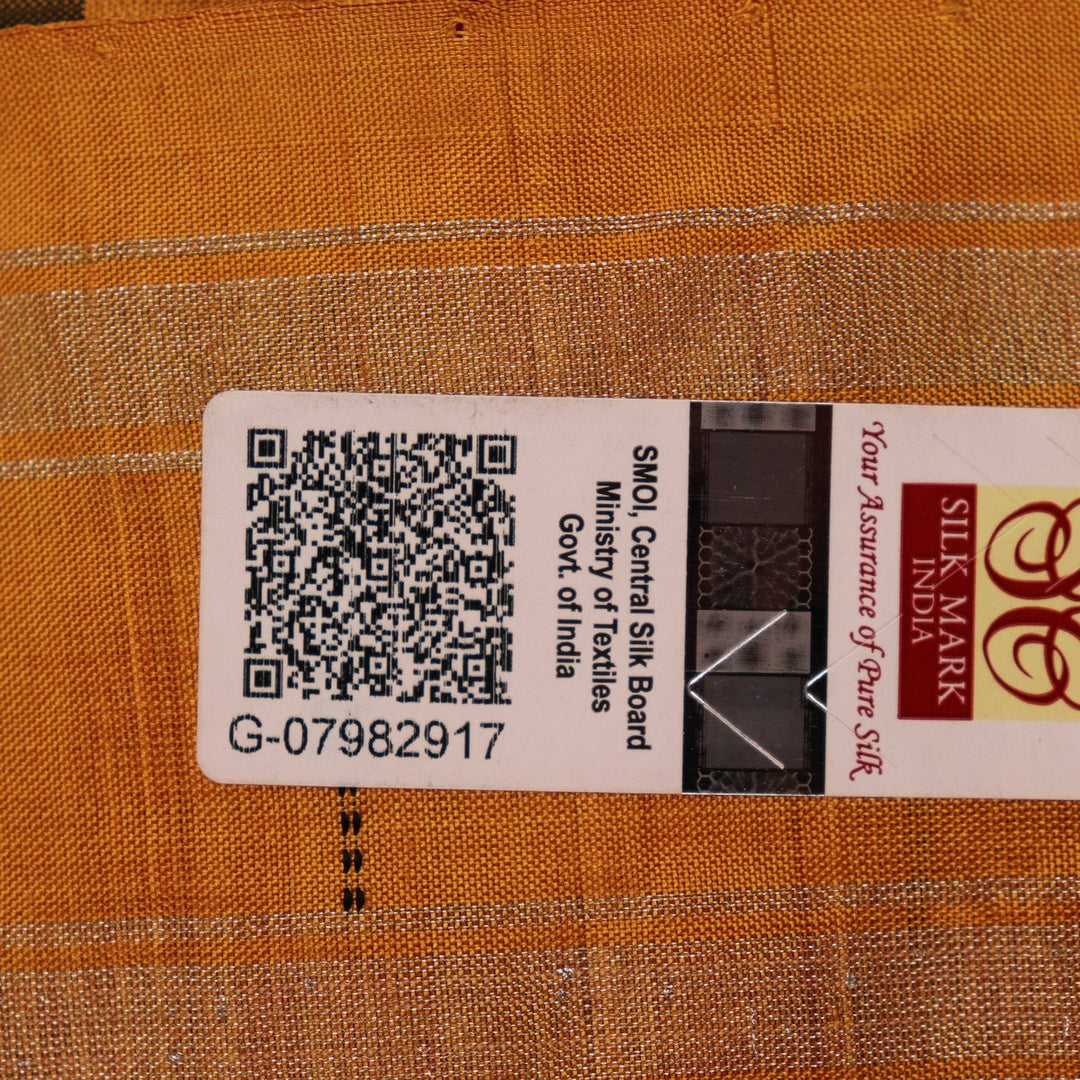 G-07982917
SMOI, Central Silk Board
Ministry of Textiles
Govt. of India
Your Assurance of Pure Silk
SILK MARK
INDIA